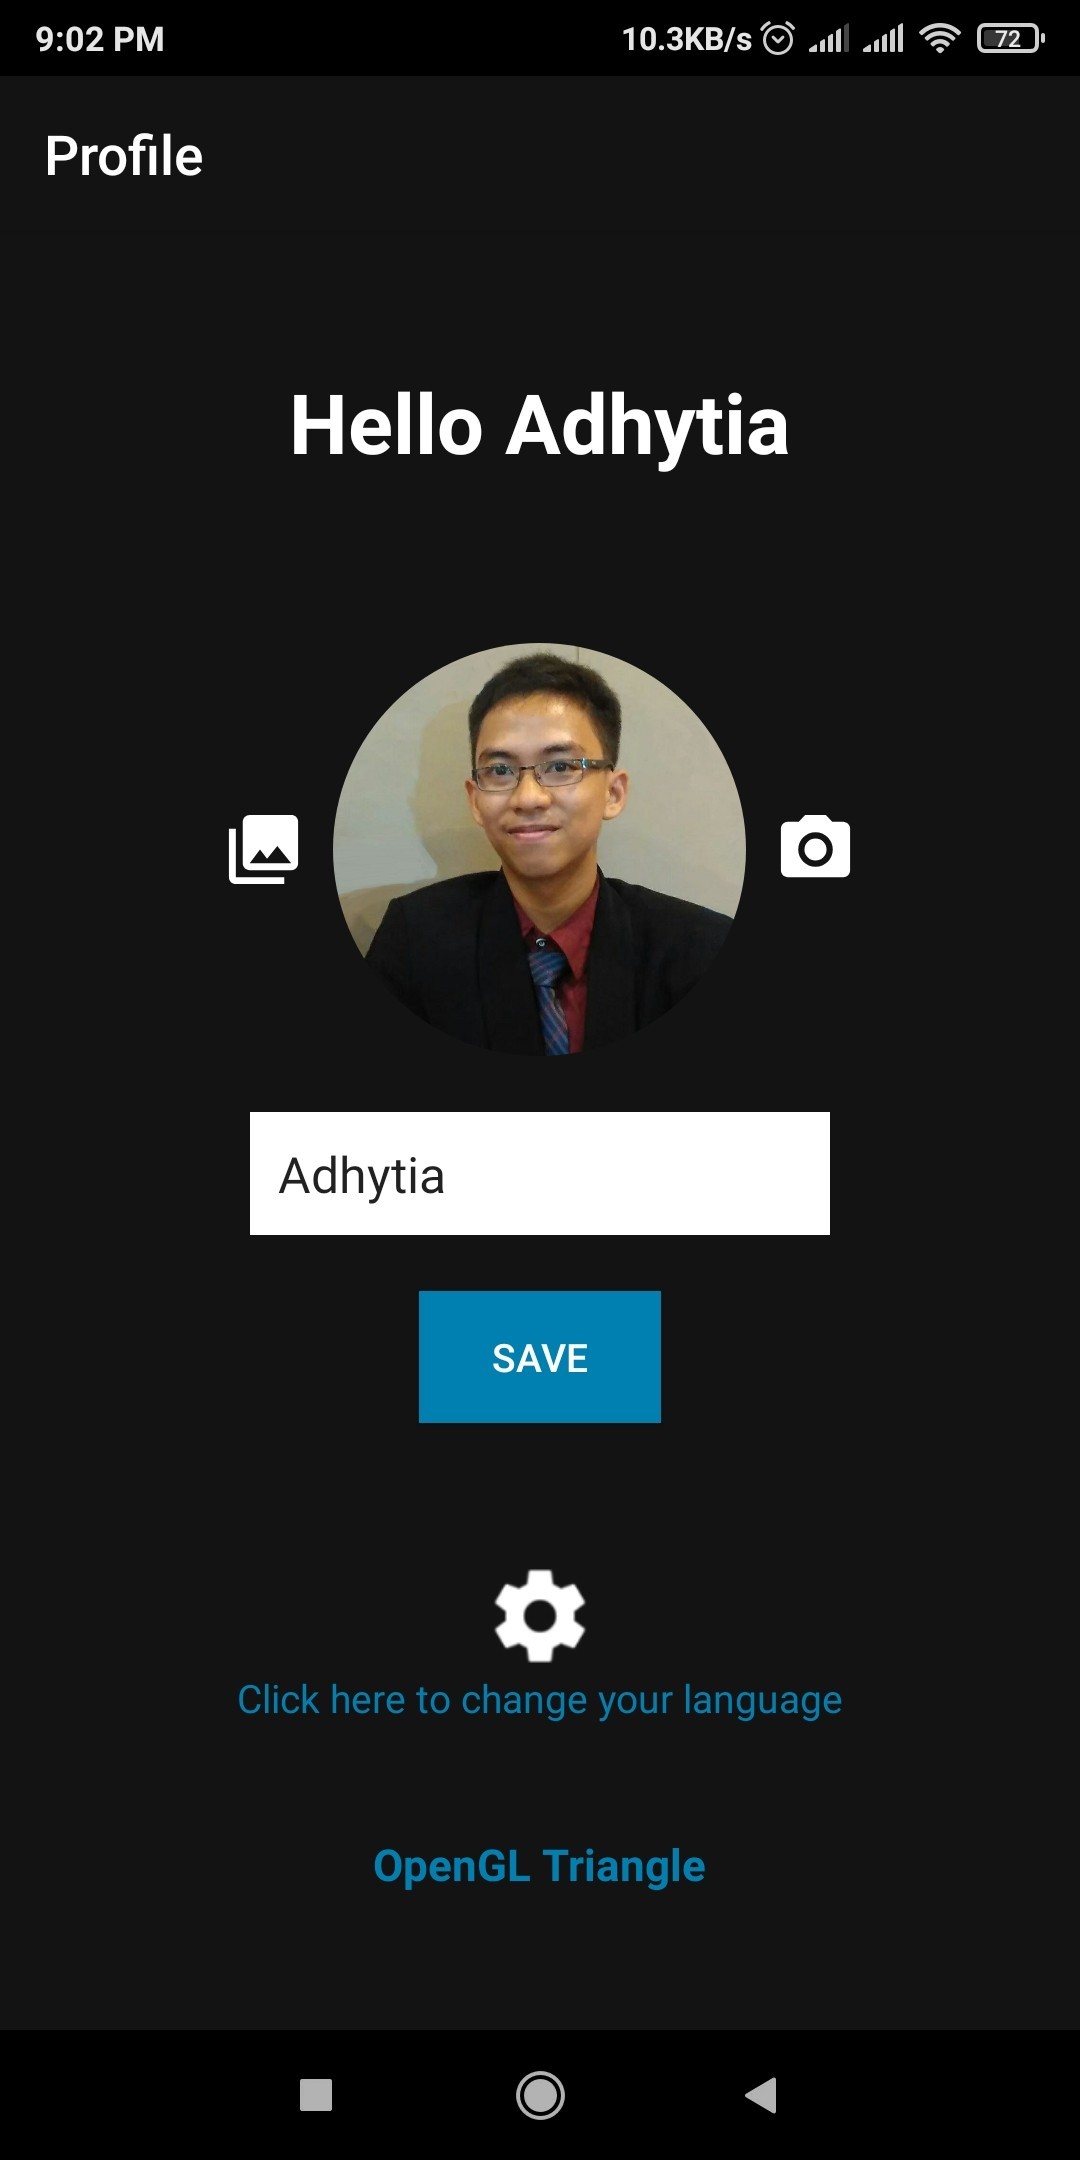 9:02 PM 10.3KB/s 72
Profile
Hello Adhytia
Adhytia
SAVE
Click here to change your language
OpenGL Triangle